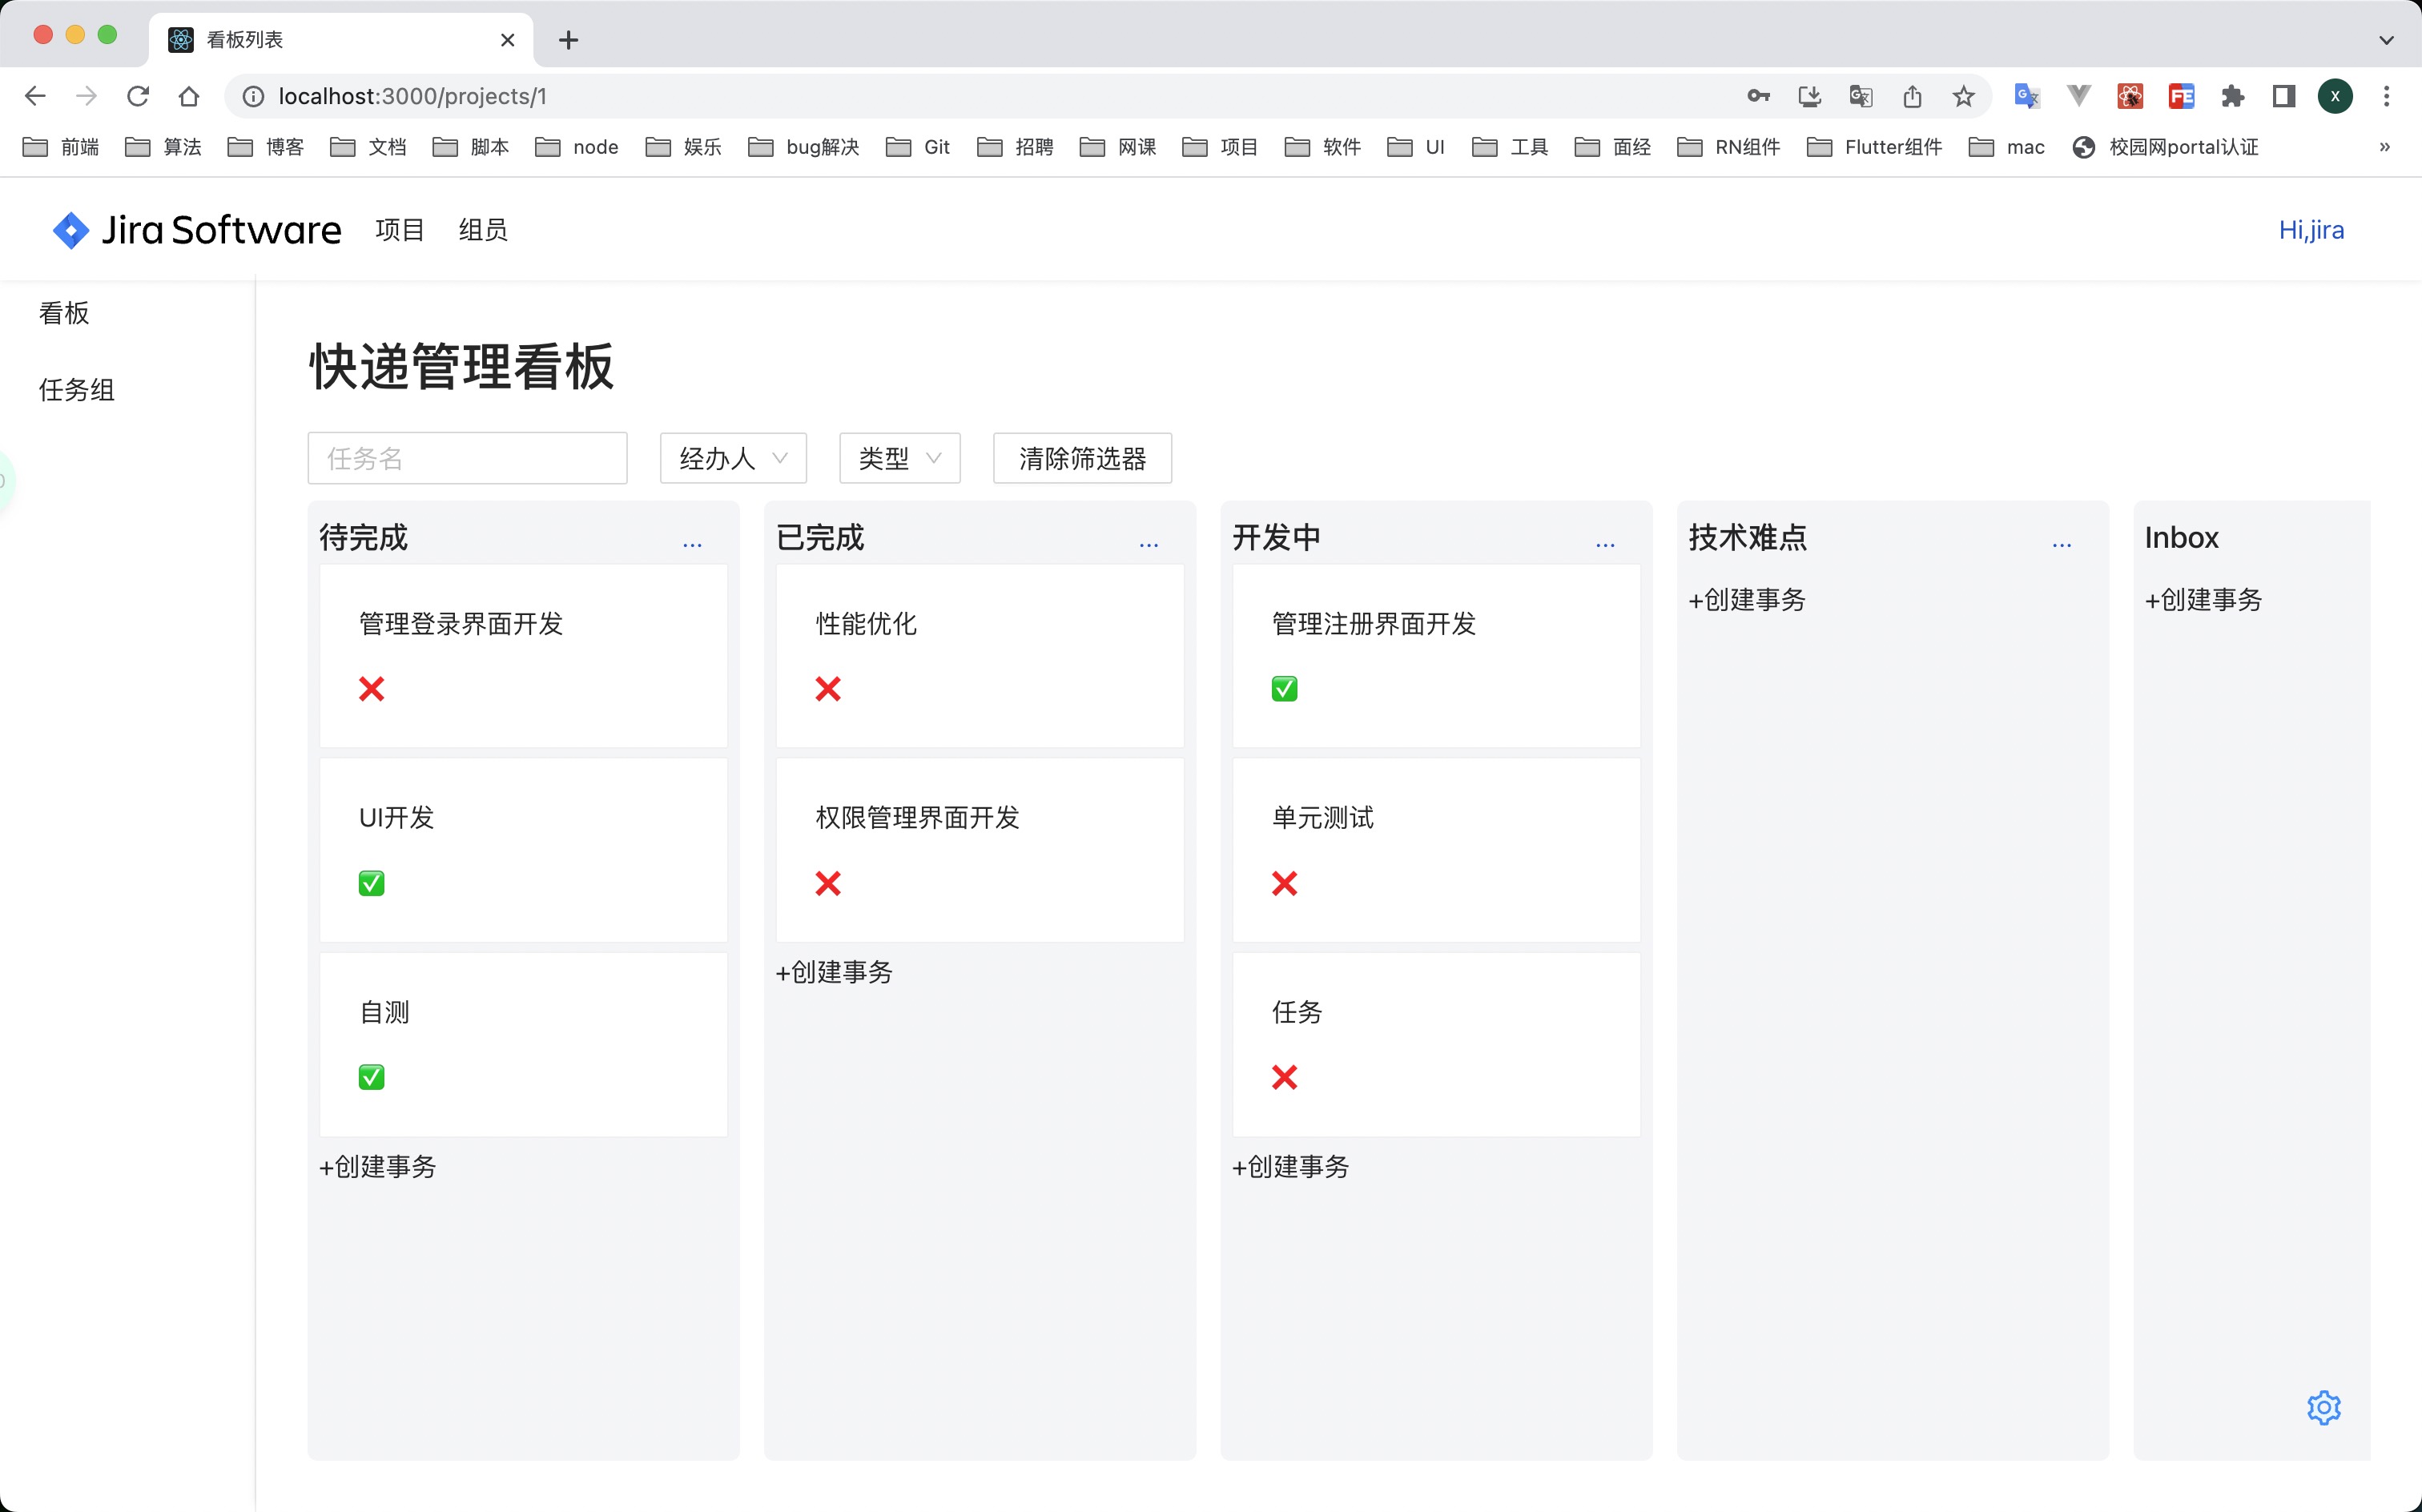 看板列表
localhost:3000/projects/1
前端 算法 博客 文档 脚本 node 娱乐 bug解决 Git 招聘 网课 项目 软件 UI 工具 面经 RN组件 Flutter组件 mac 校园网portal认证 »
Jira Software 项目 组员 Hi,jira
看板
任务组
快递管理看板
任务名 经办人 类型 清除筛选器
待完成 ...
管理登录界面开发
❌
UI开发
✅
自测
✅
+创建事务
已完成 ...
性能优化
❌
权限管理界面开发
❌
+创建事务
开发中 ...
管理注册界面开发
✅
单元测试
❌
任务
❌
+创建事务
技术难点 ...
+创建事务
Inbox
+创建事务